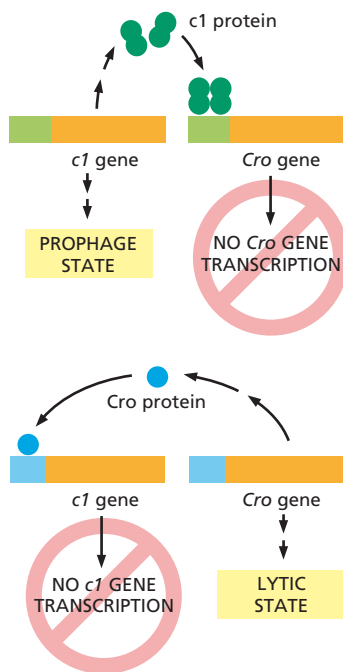 c1 protein
c1 gene
Cro gene
PROPHAGE
STATE
NO Cro GENE
TRANSCRIPTION
Cro protein
c1 gene
Cro gene
NO c1 GENE
TRANSCRIPTION
LYTIC
STATE